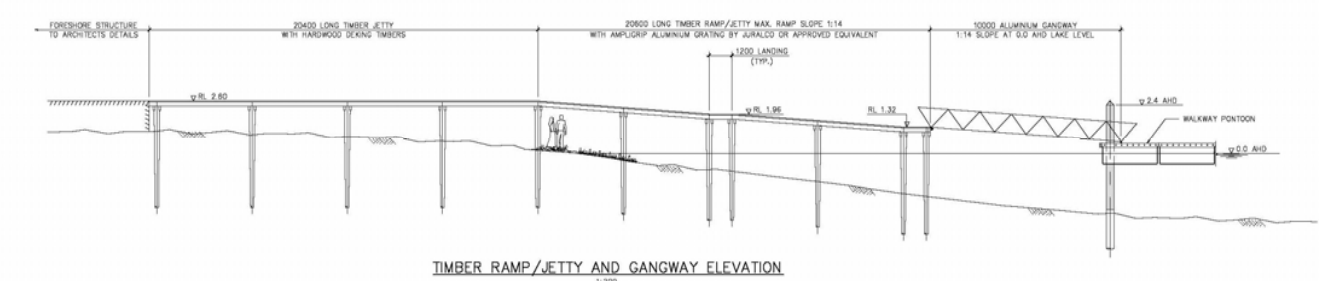 FORESHORE STRUCTURE
TO ARCHITECTS DETAILS
20400 LONG TIMBER JETTY
WITH HARDWOOD DEKING TIMBERS
20600 LONG TIMBER RAMP/JETTY MAX. RAMP SLOPE 1:14
WITH AMPLIGRIP ALUMINIUM GRATING BY JURALCO OR APPROVED EQUIVALENT
10000 ALUMINIUM GANGWAY
1:14 SLOPE AT 0.0 AHD LAKE LEVEL
1200 LANDING
(TYP.)
RL 2.60
RL 1.96
RL 1.32
2.4 AHD
WALKWAY PONTOON
0.0 AHD
TIMBER RAMP/JETTY AND GANGWAY ELEVATION